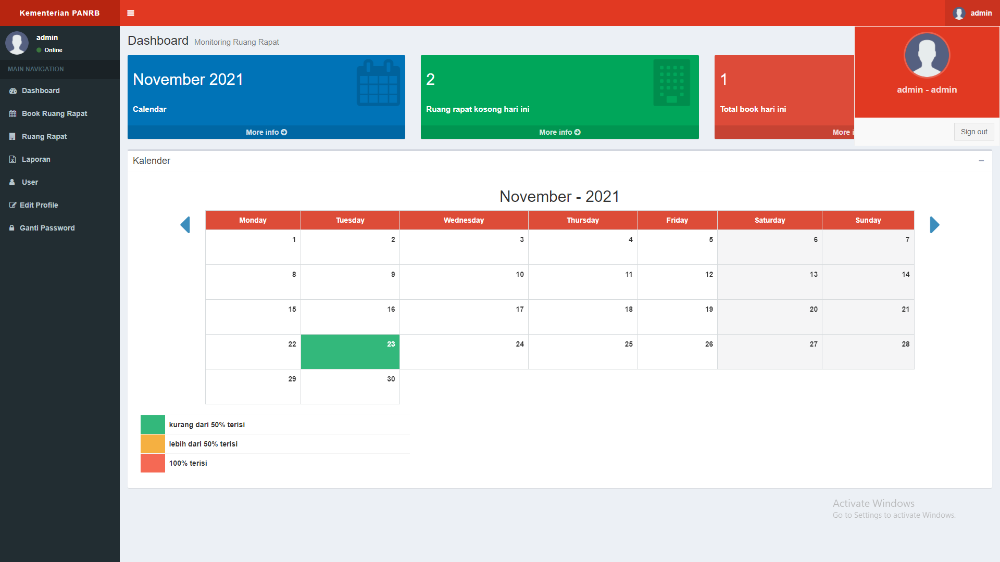 Kementerian PANRB
admin
admin
Online
MAIN NAVIGATION
Dashboard
Book Ruang Rapat
Ruang Rapat
Laporan
User
Edit Profile
Ganti Password
Dashboard Monitoring Ruang Rapat
November 2021
Calendar
More info
2
Ruang rapat kosong hari ini
More info
1
Total book hari ini
More i
admin - admin
Sign out
Kalender
November - 2021
Monday Tuesday Wednesday Thursday Friday Saturday Sunday
1 2 3 4 5 6 7
8 9 10 11 12 13 14
15 16 17 18 19 20 21
22 23 24 25 26 27 28
29 30
kurang dari 50% terisi
lebih dari 50% terisi
100% terisi
Activate Windows
Go to Settings to activate Windows.